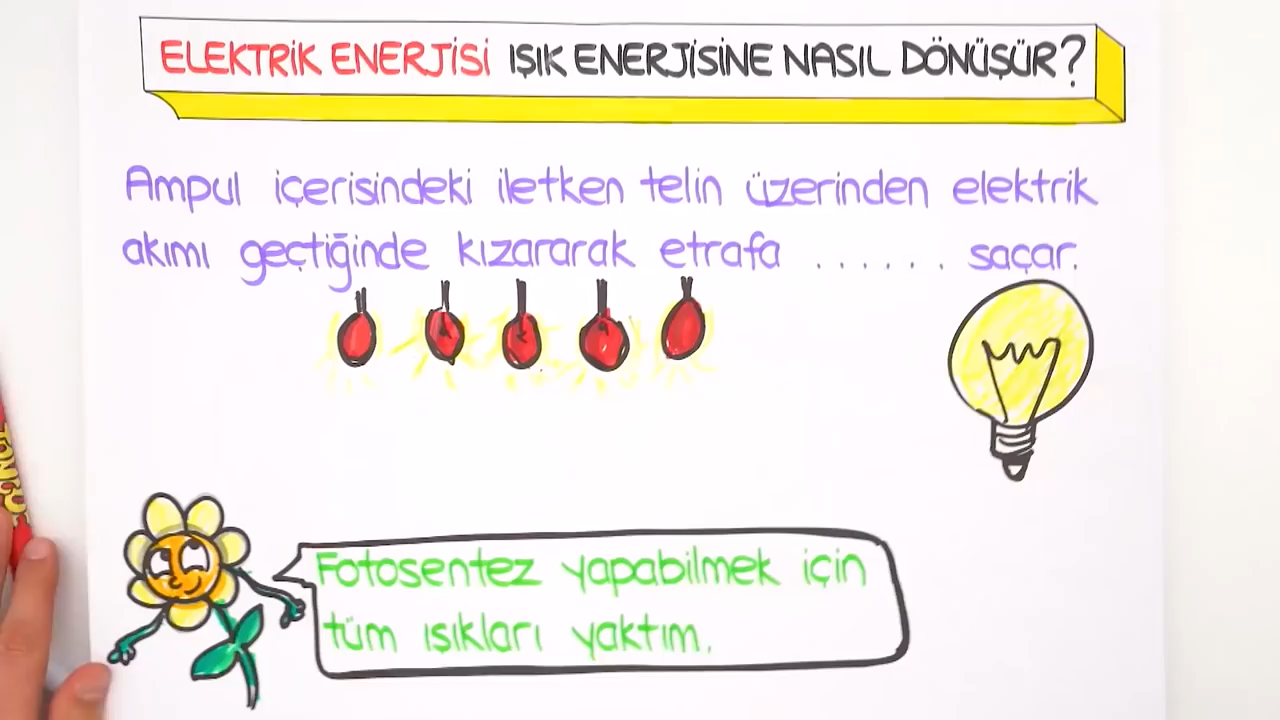 ELEKTRİK ENERJİSİ IŞIK ENERJİSİNE NASIL DÖNÜŞÜR?
Ampul içerisindeki iletken telin üzerinden elektrik
akımı geçtiğinde kızararak etrafa ...... saçar.
Fotosentez yapabilmek için
tüm ışıkları yaktım.